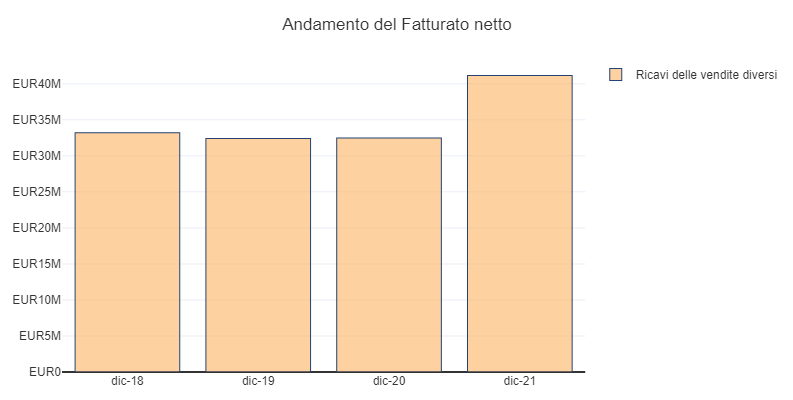 Andamento del Fatturato netto
Ricavi delle vendite diversi
EUR40M
EUR35M
EUR30M
EUR25M
EUR20M
EUR15M
EUR10M
EUR5M
EUR0
dic-18 dic-19 dic-20 dic-21